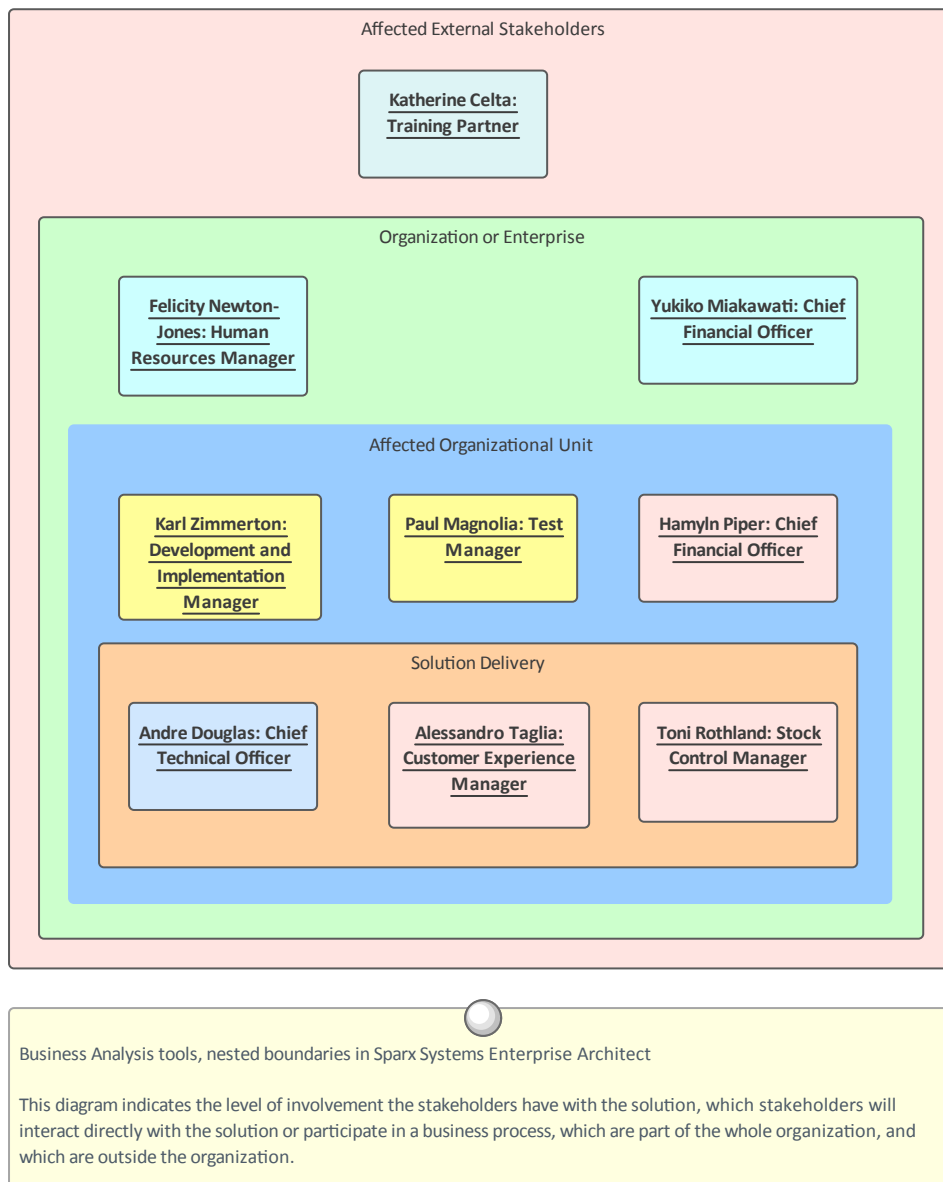 Affected External Stakeholders
Katherine Celta:
Training Partner
Organization or Enterprise
Felicity Newton-
Jones: Human
Resources Manager
Yukiko Miakawati: Chief
Financial Officer
Affected Organizational Unit
Karl Zimmerton:
Development and
Implementation
Manager
Paul Magnolia: Test
Manager
Hamyln Piper: Chief
Financial Officer
Solution Delivery
Andre Douglas: Chief
Technical Officer
Alessandro Taglia:
Customer Experience
Manager
Toni Rothland: Stock
Control Manager
Business Analysis tools, nested boundaries in Sparx Systems Enterprise Architect
This diagram indicates the level of involvement the stakeholders have with the solution, which stakeholders will
interact directly with the solution or participate in a business process, which are part of the whole organization, and
which are outside the organization.